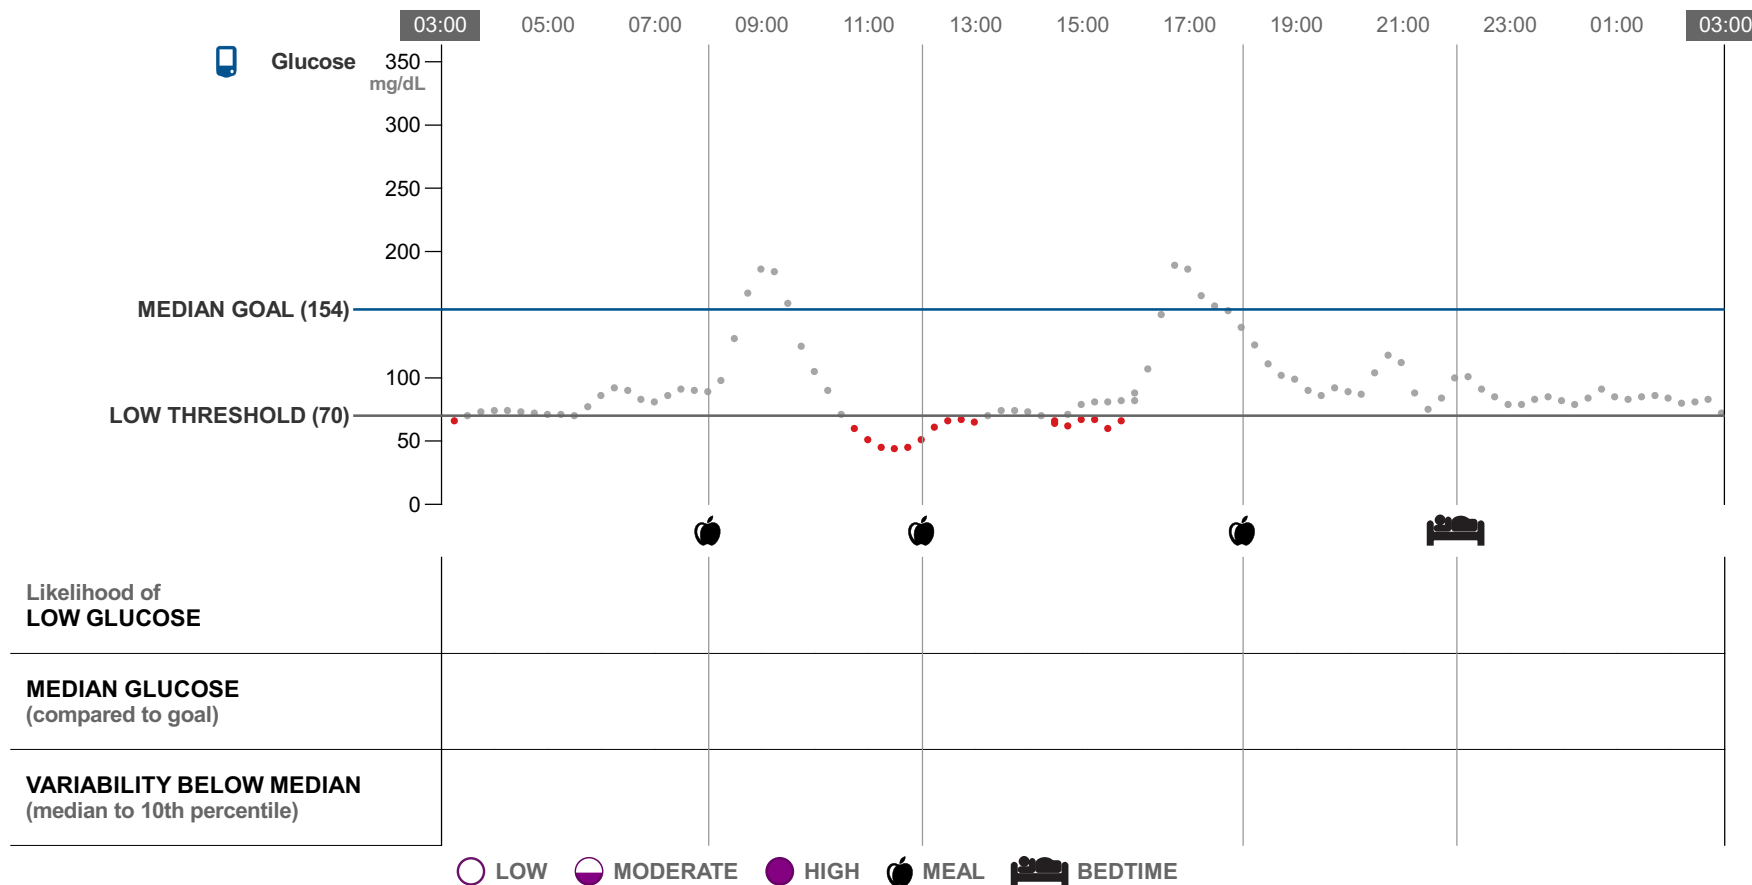 03:00 05:00 07:00 09:00 11:00 13:00 15:00 17:00 19:00 21:00 23:00 01:00 03:00
Glucose 350
mg/dL
300
250
200
MEDIAN GOAL (154)
100
LOW THRESHOLD (70)
50
0
Likelihood of
LOW GLUCOSE
MEDIAN GLUCOSE
(compared to goal)
VARIABILITY BELOW MEDIAN
(median to 10th percentile)
LOW MODERATE HIGH MEAL BEDTIME